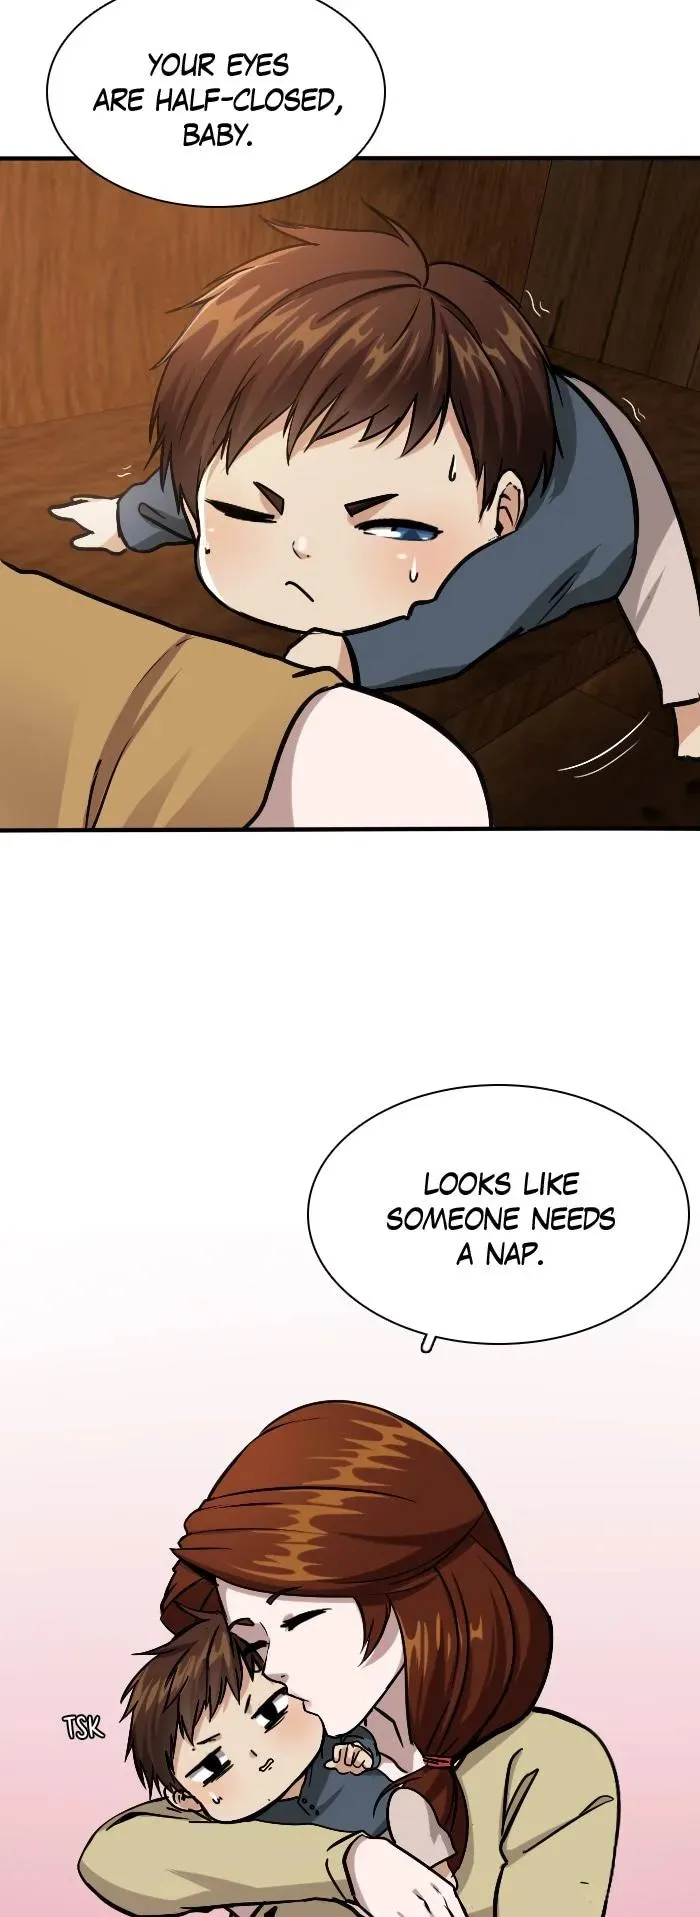 YOUR EYES
ARE HALF-CLOSED,
BABY.
LOOKS LIKE
SOMEONE NEEDS
A NAP.
TSK